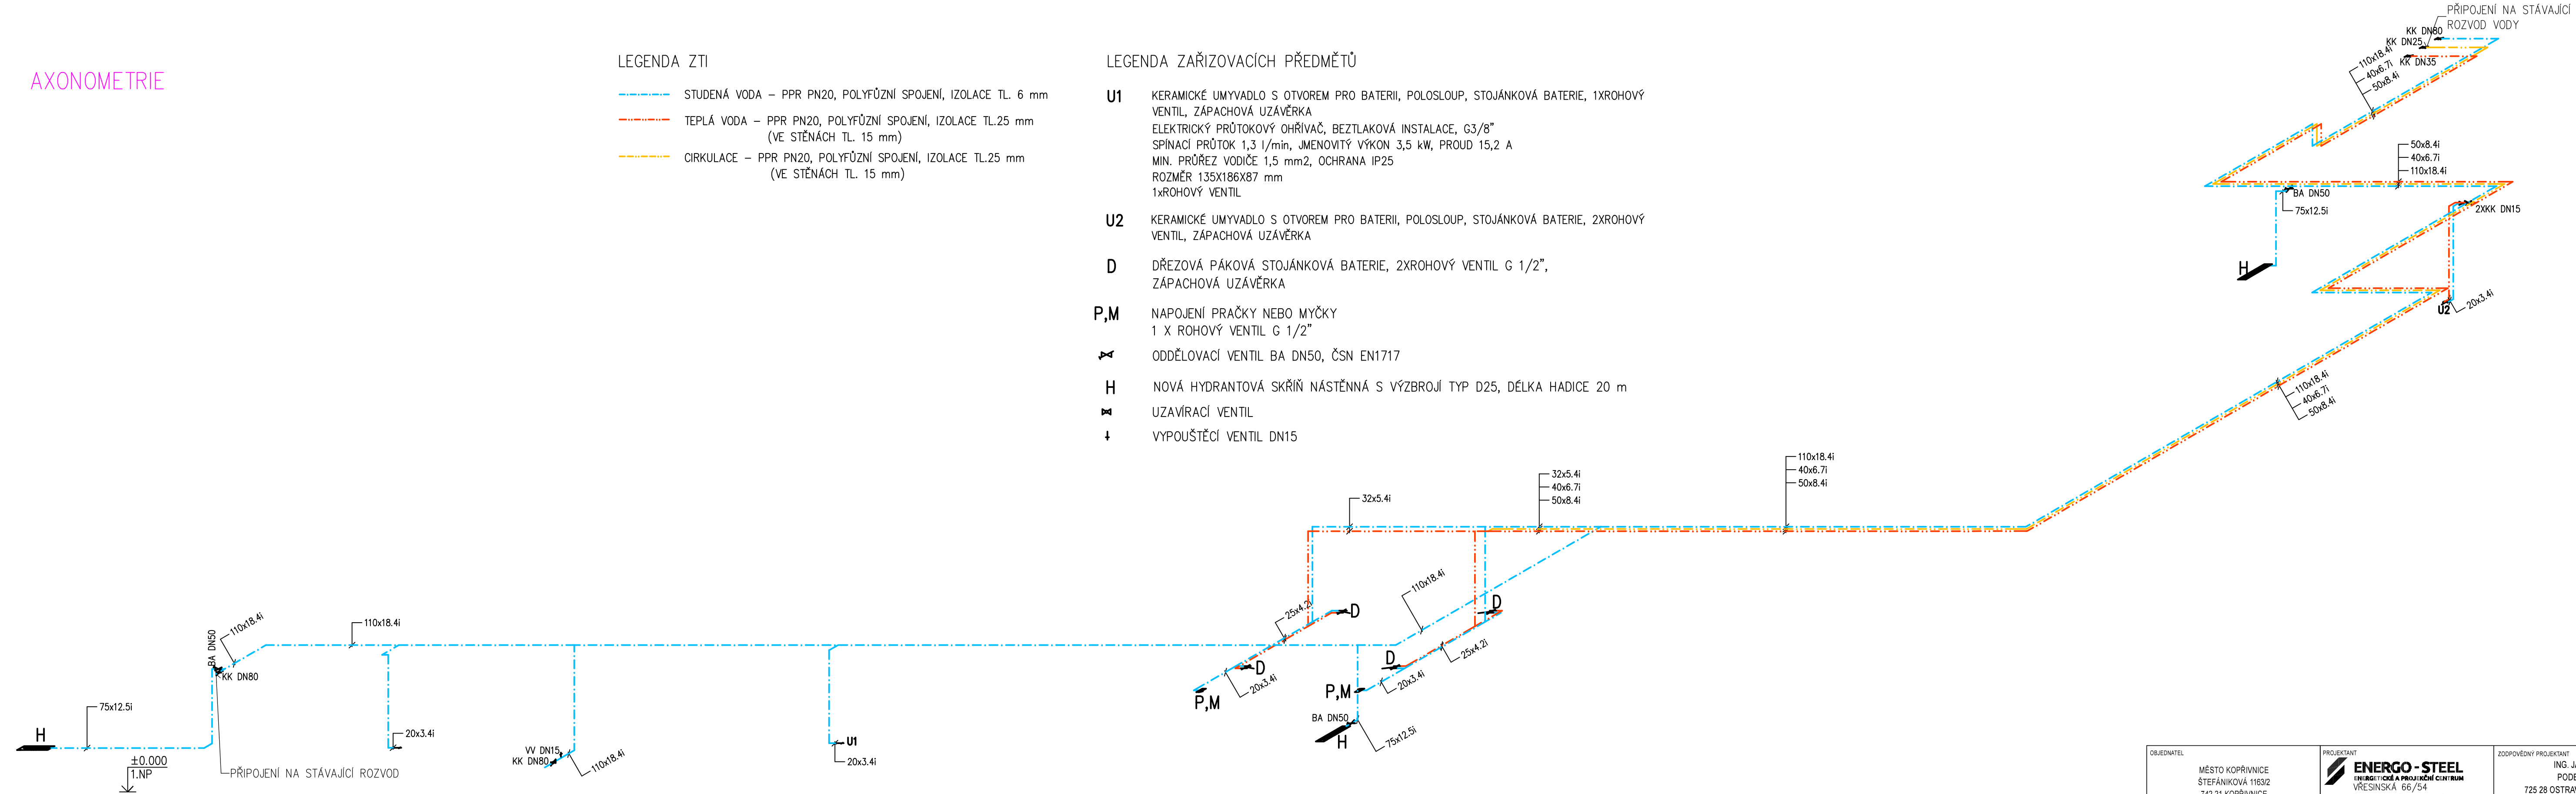 AXONOMETRIE
LEGENDA ZTI
STUDENÁ VODA – PPR PN20, POLYFŮZNÍ SPOJENÍ, IZOLACE TL. 6 mm
TEPLÁ VODA – PPR PN20, POLYFŮZNÍ SPOJENÍ, IZOLACE TL.25 mm
(VE STĚNÁCH TL. 15 mm)
CIRKULACE – PPR PN20, POLYFŮZNÍ SPOJENÍ, IZOLACE TL.25 mm
(VE STĚNÁCH TL. 15 mm)
LEGENDA ZAŘIZOVACÍCH PŘEDMĚTŮ
U1 KERAMICKÉ UMYVADLO S OTVOREM PRO BATERII, POLOSLOUP, STOJÁNKOVÁ BATERIE, 1XROHOVÝ
VENTIL, ZÁPACHOVÁ UZÁVĚRKA
ELEKTRICKÝ PRŮTOKOVÝ OHŘÍVAČ, BEZTLAKOVÁ INSTALACE, G3/8"
SPÍNACÍ PRŮTOK 1,3 l/min, JMENOVITÝ VÝKON 3,5 kW, PROUD 15,2 A
MIN. PRŮŘEZ VODIČE 1,5 mm2, OCHRANA IP25
ROZMĚR 135X186X87 mm
1xROHOVÝ VENTIL
U2 KERAMICKÉ UMYVADLO S OTVOREM PRO BATERII, POLOSLOUP, STOJÁNKOVÁ BATERIE, 2XROHOVÝ
VENTIL, ZÁPACHOVÁ UZÁVĚRKA
D DŘEZOVÁ PÁKOVÁ STOJÁNKOVÁ BATERIE, 2XROHOVÝ VENTIL G 1/2",
ZÁPACHOVÁ UZÁVĚRKA
P,M NAPOJENÍ PRAČKY NEBO MYČKY
1 X ROHOVÝ VENTIL G 1/2"
ODDĚLOVACÍ VENTIL BA DN50, ČSN EN1717
H NOVÁ HYDRANTOVÁ SKŘÍŇ NÁSTĚNNÁ S VÝZBROJÍ TYP D25, DÉLKA HADICE 20 m
UZAVÍRACÍ VENTIL
VYPOUŠTĚCÍ VENTIL DN15
PŘIPOJENÍ NA STÁVAJÍCÍ
ROZVOD VODY
KK DN80
KK DN25
KK DN35
110x18.4i
40x6.7i
50x8.4i
50x8.4i
40x6.7i
110x18.4i
BA DN50
75x12.5i
2XKK DN15
H
U2
20x3.4i
110x18.4i
40x6.7i
50x8.4i
110x18.4i
40x6.7i
50x8.4i
32x5.4i
40x6.7i
50x8.4i
32x5.4i
110x18.4i
25x4.2i
D
D
D
D
20x3.4i
P,M
25x4.2i
20x3.4i
P,M
BA DN50
H
75x12.5i
BA DN50
110x18.4i
110x18.4i
KK DN80
75x12.5i
H
20x3.4i
VV DN15
KK DN80
110x18.4i
U1
20x3.4i
±0.000
1.NP
PŘIPOJENÍ NA STÁVAJÍCÍ ROZVOD
OBJEDNATEL
MĚSTO KOPŘIVNICE
ŠTEFÁNIKOVÁ 1163/2
742 21 KOPŘIVNICE
PROJEKTANT
ENERGO-STEEL
ENERGETICKÉ A PROJEKČNÍ CENTRUM
VŘESINSKÁ 66/54
ZODPOVĚDNÝ PROJEKTANT
ING.
725 28